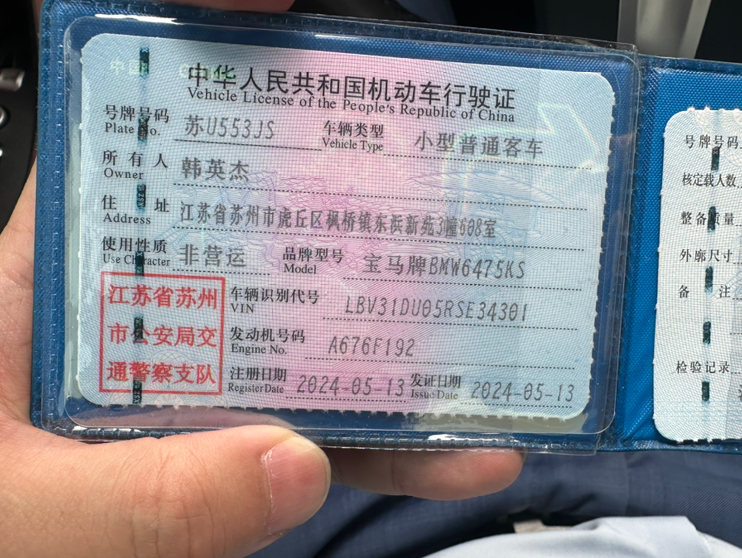 中华人民共和国机动车行驶证
Vehicle License of the People's Republic of China
号牌号码 苏U553JS 车辆类型 小型普通客车
Plate No. Vehicle Type
所有人 韩英杰
Owner
住址 江苏省苏州市虎丘区枫桥镇东浜新苑3幢608室
Address
使用性质 非营运 品牌型号 宝马牌BMW6475KS
Use Character Model
江苏省苏州
市公安局交
通警察支队
车辆识别代号 LBV31DU05RSE34301
VIN
发动机号码 A676F192
Engine No.
注册日期 2024-05-13 发证日期 2024-05-13
Register Date Issue Date
号牌号码
核定载人数
整备质量
外廓尺寸
备注
检验记录